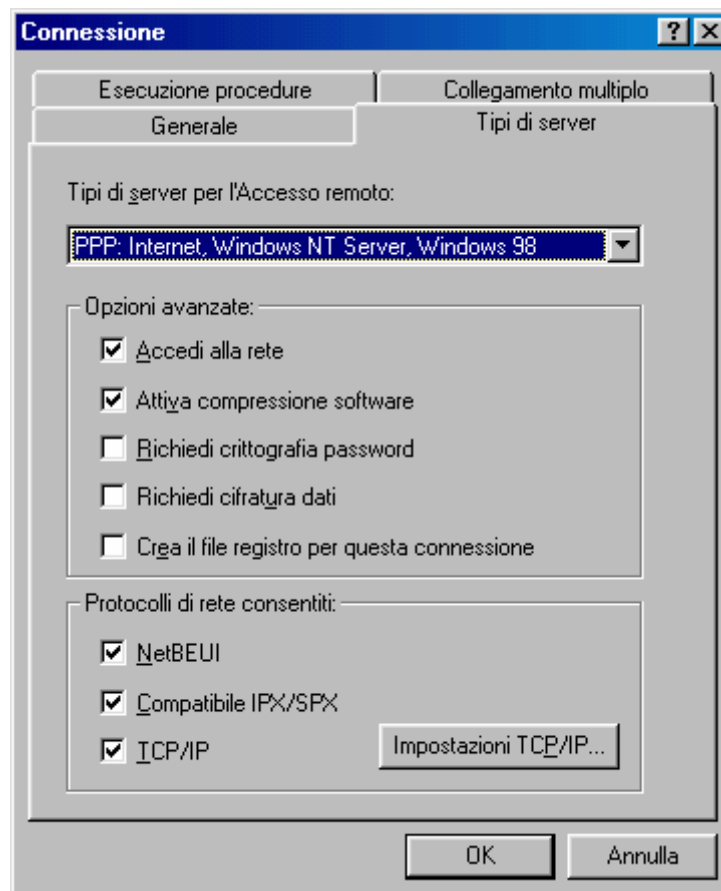 Connessione
Esecuzione procedure
Collegamento multiplo
Generale
Tipi di server
Tipi di server per l'Accesso remoto:
PPP: Internet, Windows NT Server, Windows 98
Opzioni avanzate:
Accedi alla rete
Attiva compressione software
Richiedi crittografia password
Richiedi cifratura dati
Crea il file registro per questa connessione
Protocolli di rete consentiti:
NetBEUI
Compatibile IPX/SPX
TCP/IP
Impostazioni TCP/IP...
OK
Annulla